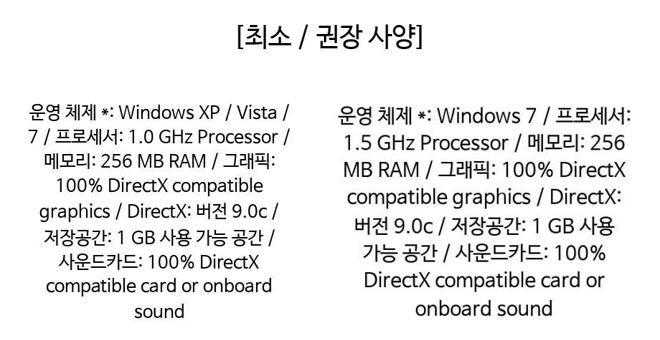 [최소 / 권장 사양]
운영 체제 *: Windows XP / Vista /
7 / 프로세서: 1.0 GHz Processor /
메모리: 256 MB RAM / 그래픽:
100% DirectX compatible
graphics / DirectX: 버전 9.0c /
저장공간: 1 GB 사용 가능 공간 /
사운드카드: 100% DirectX
compatible card or onboard
sound
운영 체제 *: Windows 7 / 프로세서:
1.5 GHz Processor / 메모리: 256
MB RAM / 그래픽: 100% DirectX
compatible graphics / DirectX:
버전 9.0c / 저장공간: 1 GB 사용
가능 공간 / 사운드카드: 100%
DirectX compatible card or
onboard sound